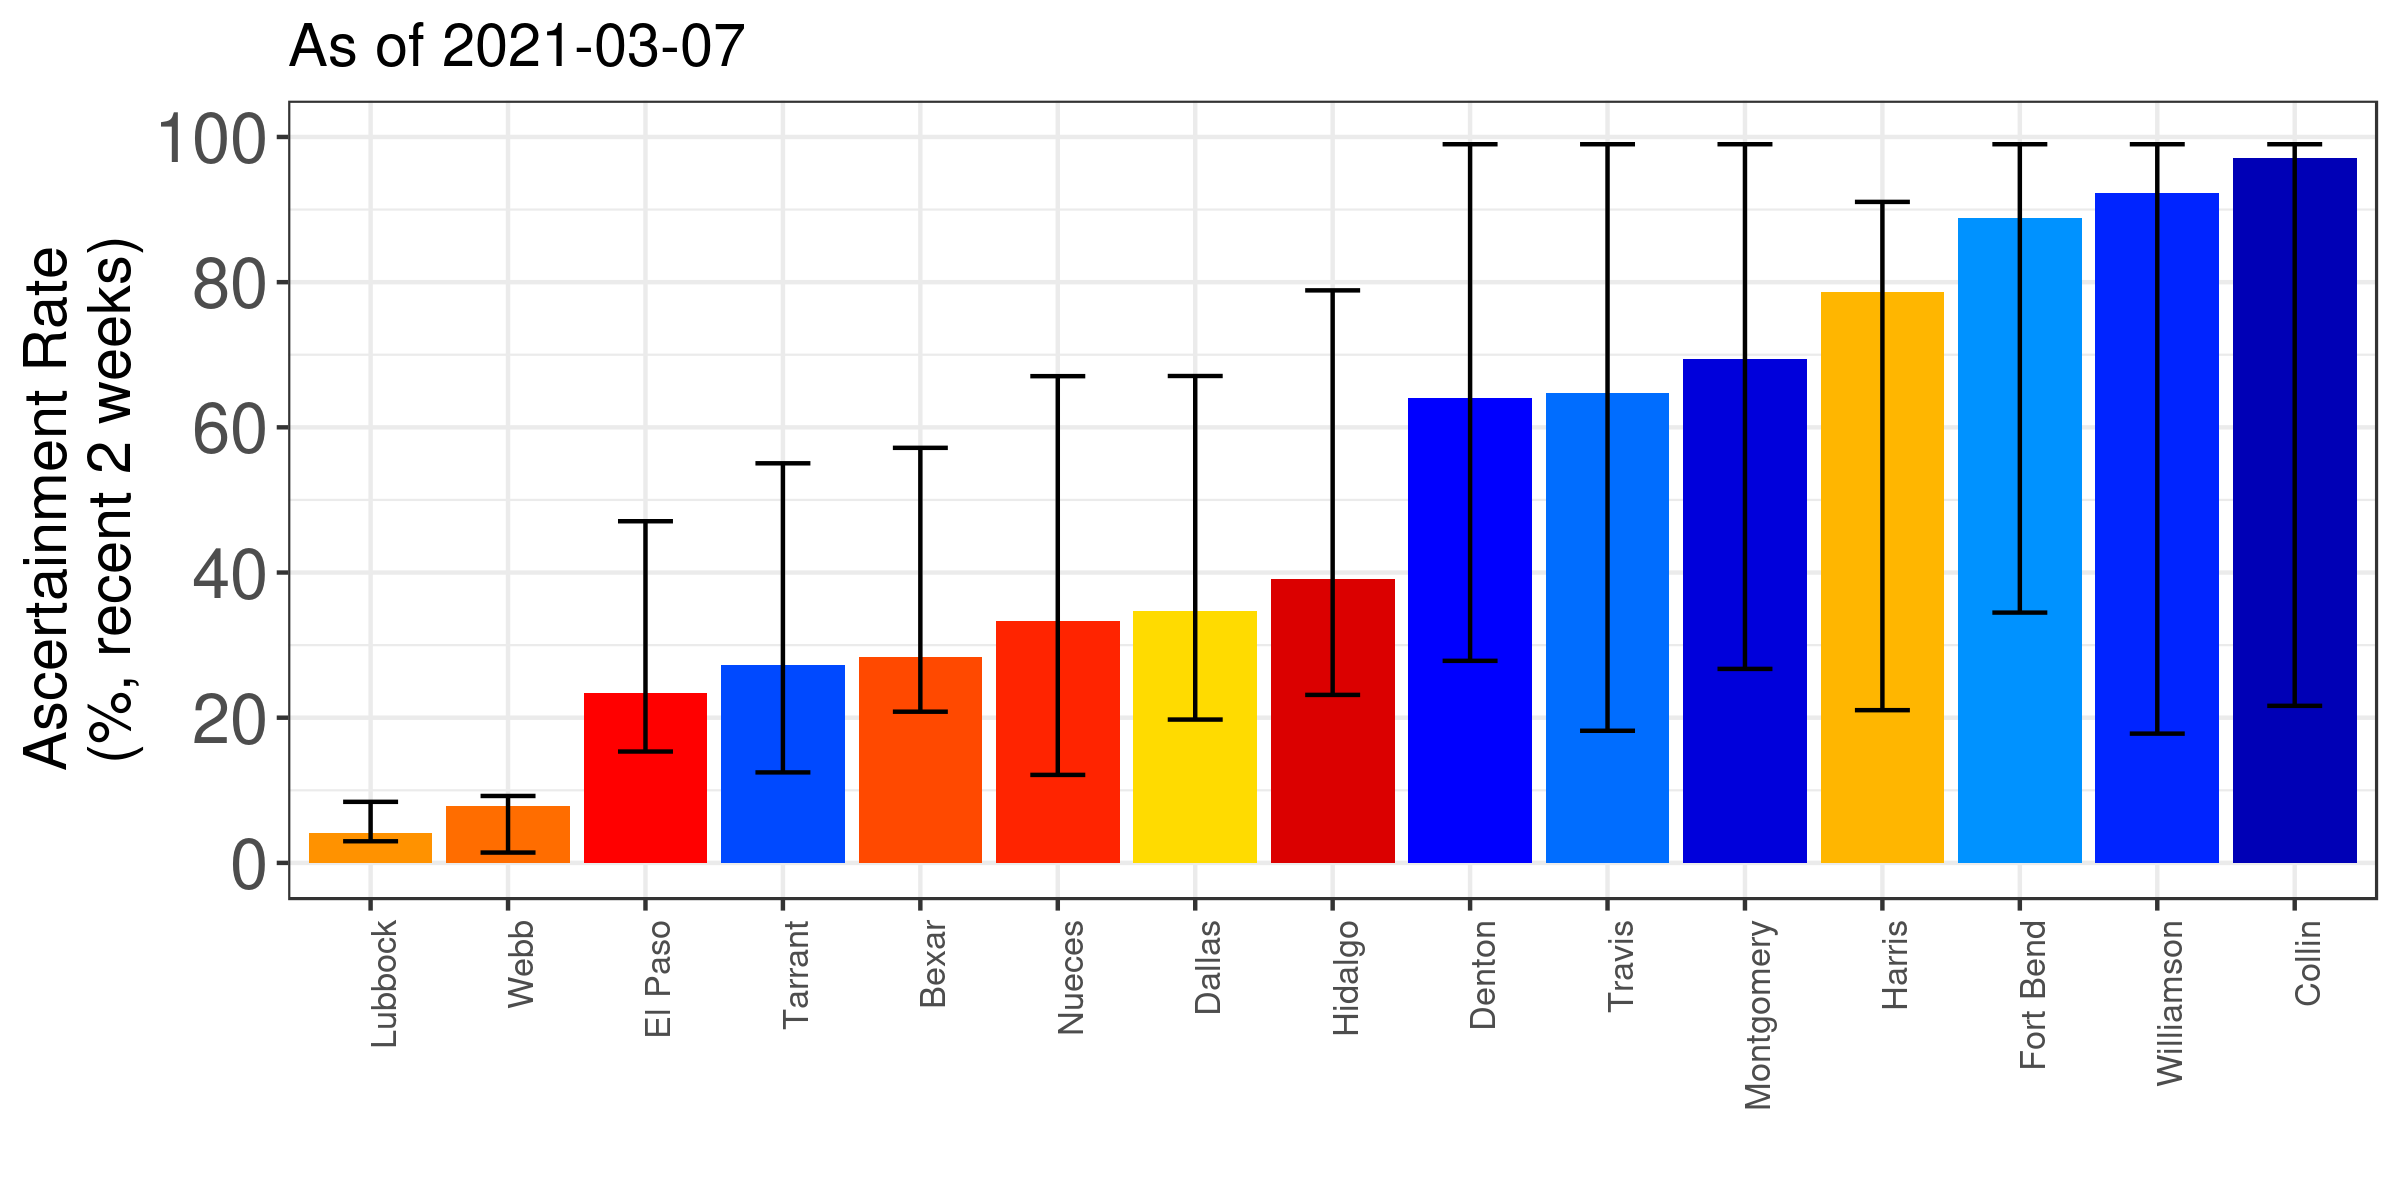 As of 2021-03-07
Ascertainment Rate
(%, recent 2 weeks)
100
80
60
40
20
0
Lubbock
Webb
El Paso
Tarrant
Bexar
Nueces
Dallas
Hidalgo
Denton
Travis
Montgomery
Harris
Fort Bend
Williamson
Collin